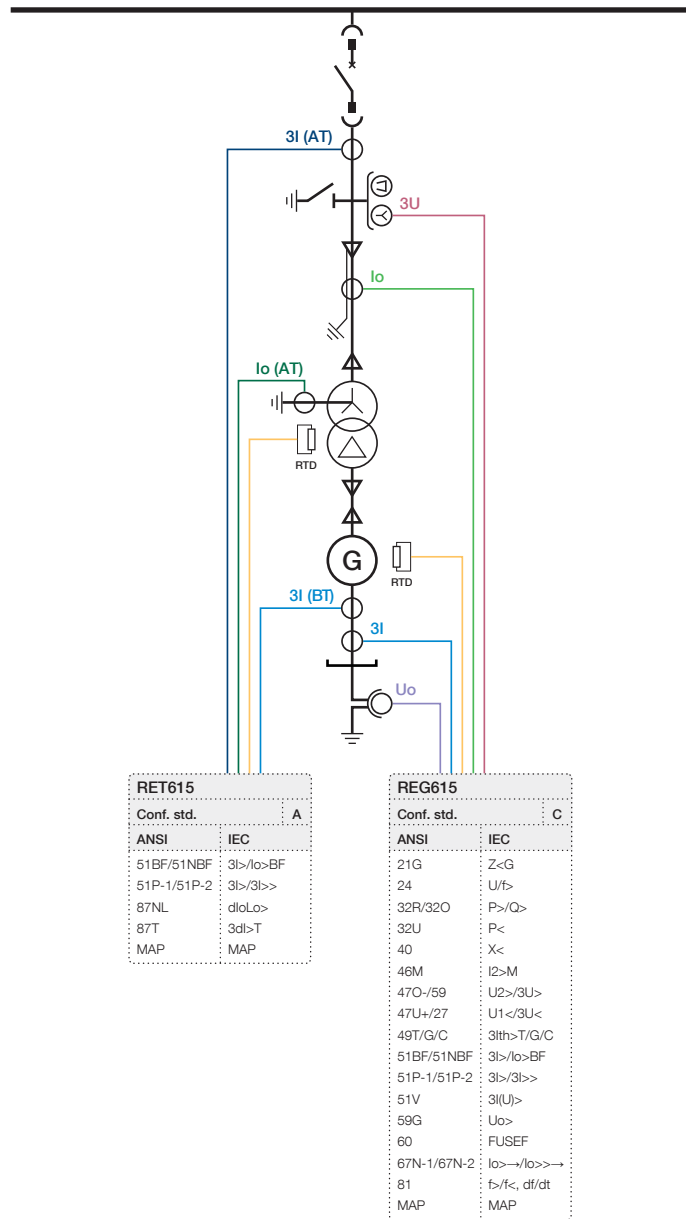 3I (AT)
3U
Io
Io (AT)
RTD
G
RTD
3I (BT)
3I
Uo
RET615
Conf. std. A
ANSI IEC
51BF/51NBF 3I>/Io>BF
51P-1/51P-2 3I>/3I>>
87NL dIoLo>
87T 3dI>T
MAP MAP
REG615
Conf. std. C
ANSI IEC
21G Z<G
24 U/f>
32R/32O P>/Q>
32U P<
40 X<
46M I2>M
47O-/59 U2>/3U>
47U+/27 U1</3U<
49T/G/C 3Ith>T/G/C
51BF/51NBF 3I>/Io>BF
51P-1/51P-2 3I>/3I>>
51V 3I(U)>
59G Uo>
60 FUSEF
67N-1/67N-2 Io>→/Io>>→
81 f>/f<, df/dt
MAP MAP